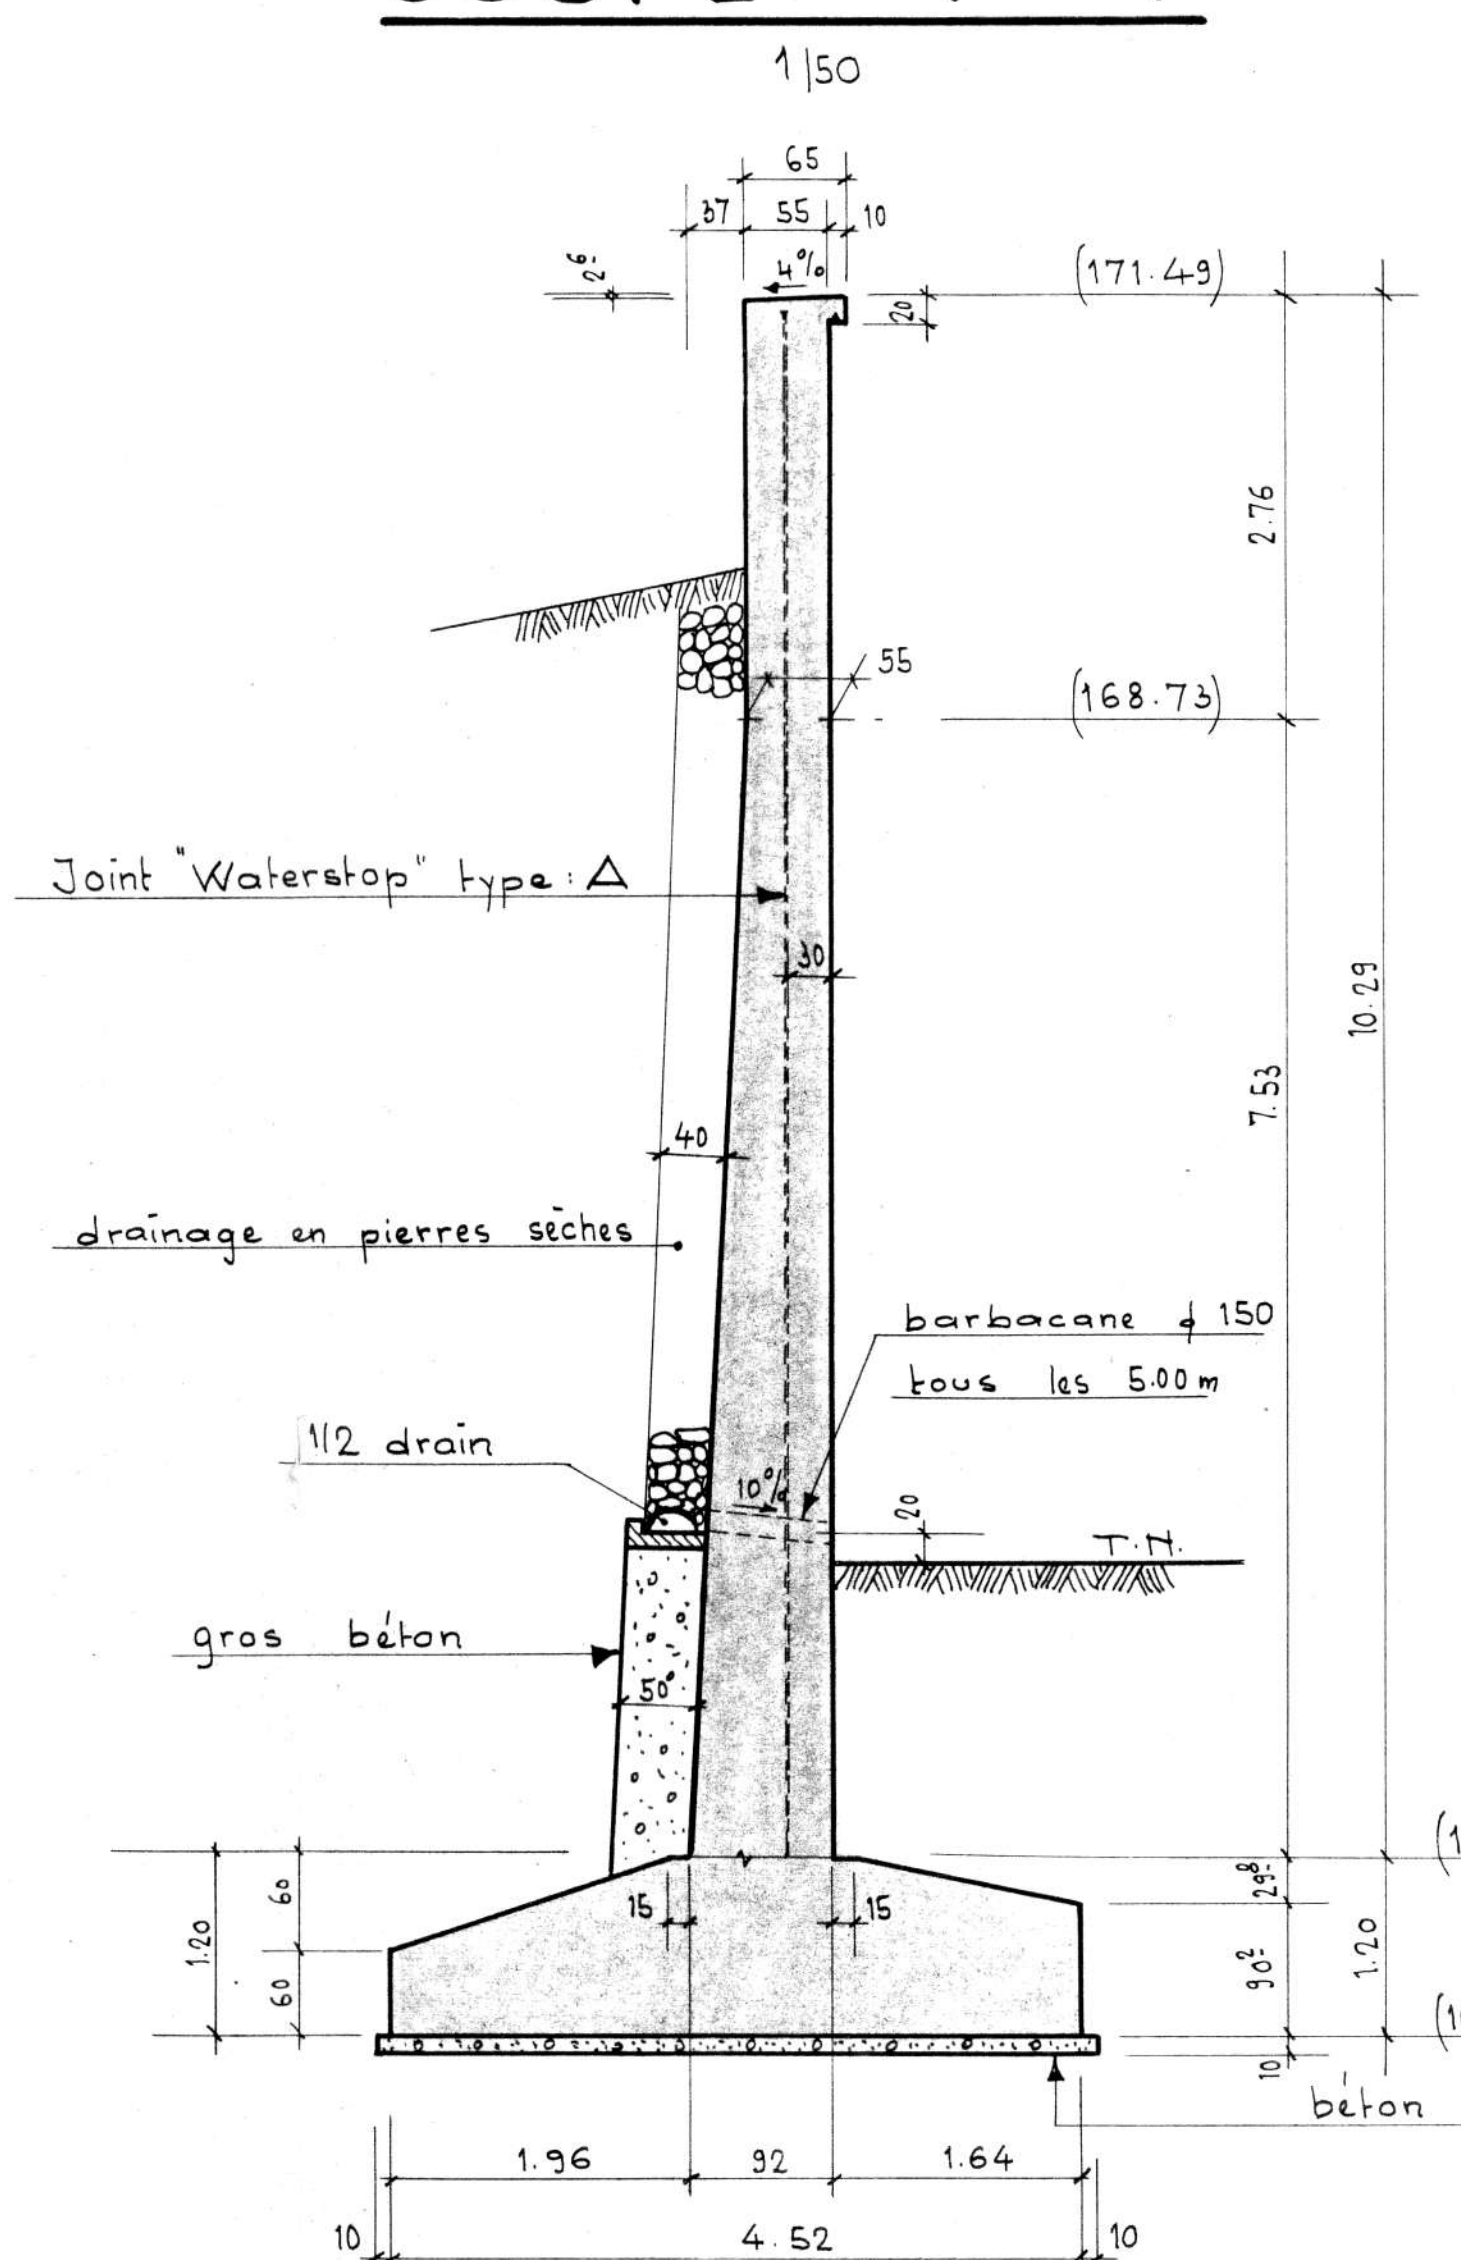 1/50
65
37 55 10
2⁶
4%
(171.49)
20
2.76
55
(168.73)
Joint "Waterstop" type : Δ
30
10.29
7.53
40
drainage en pierres sèches
barbacane ϕ 150
tous les 5.00 m
1/2 drain
10%
20
T.N.
gros béton
50
60
15
15
29⁸
1.20
60
90²
1.20
10
béton
1.96 92 1.64
10 4.52 10